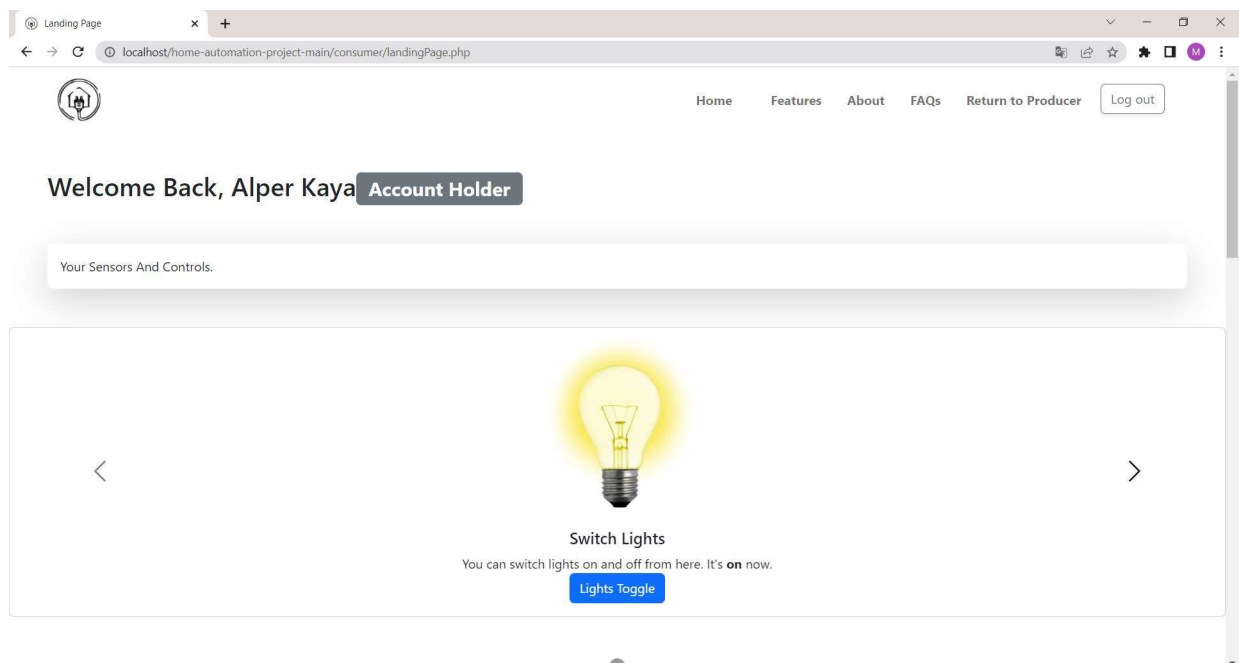 Landing Page
localhost/home-automation-project-main/consumer/landingPage.php
M
Home Features About FAQs Return to Producer Log out
Welcome Back, Alper Kaya Account Holder
Your Sensors And Controls.
Switch Lights
You can switch lights on and off from here. It's on now.
Lights Toggle